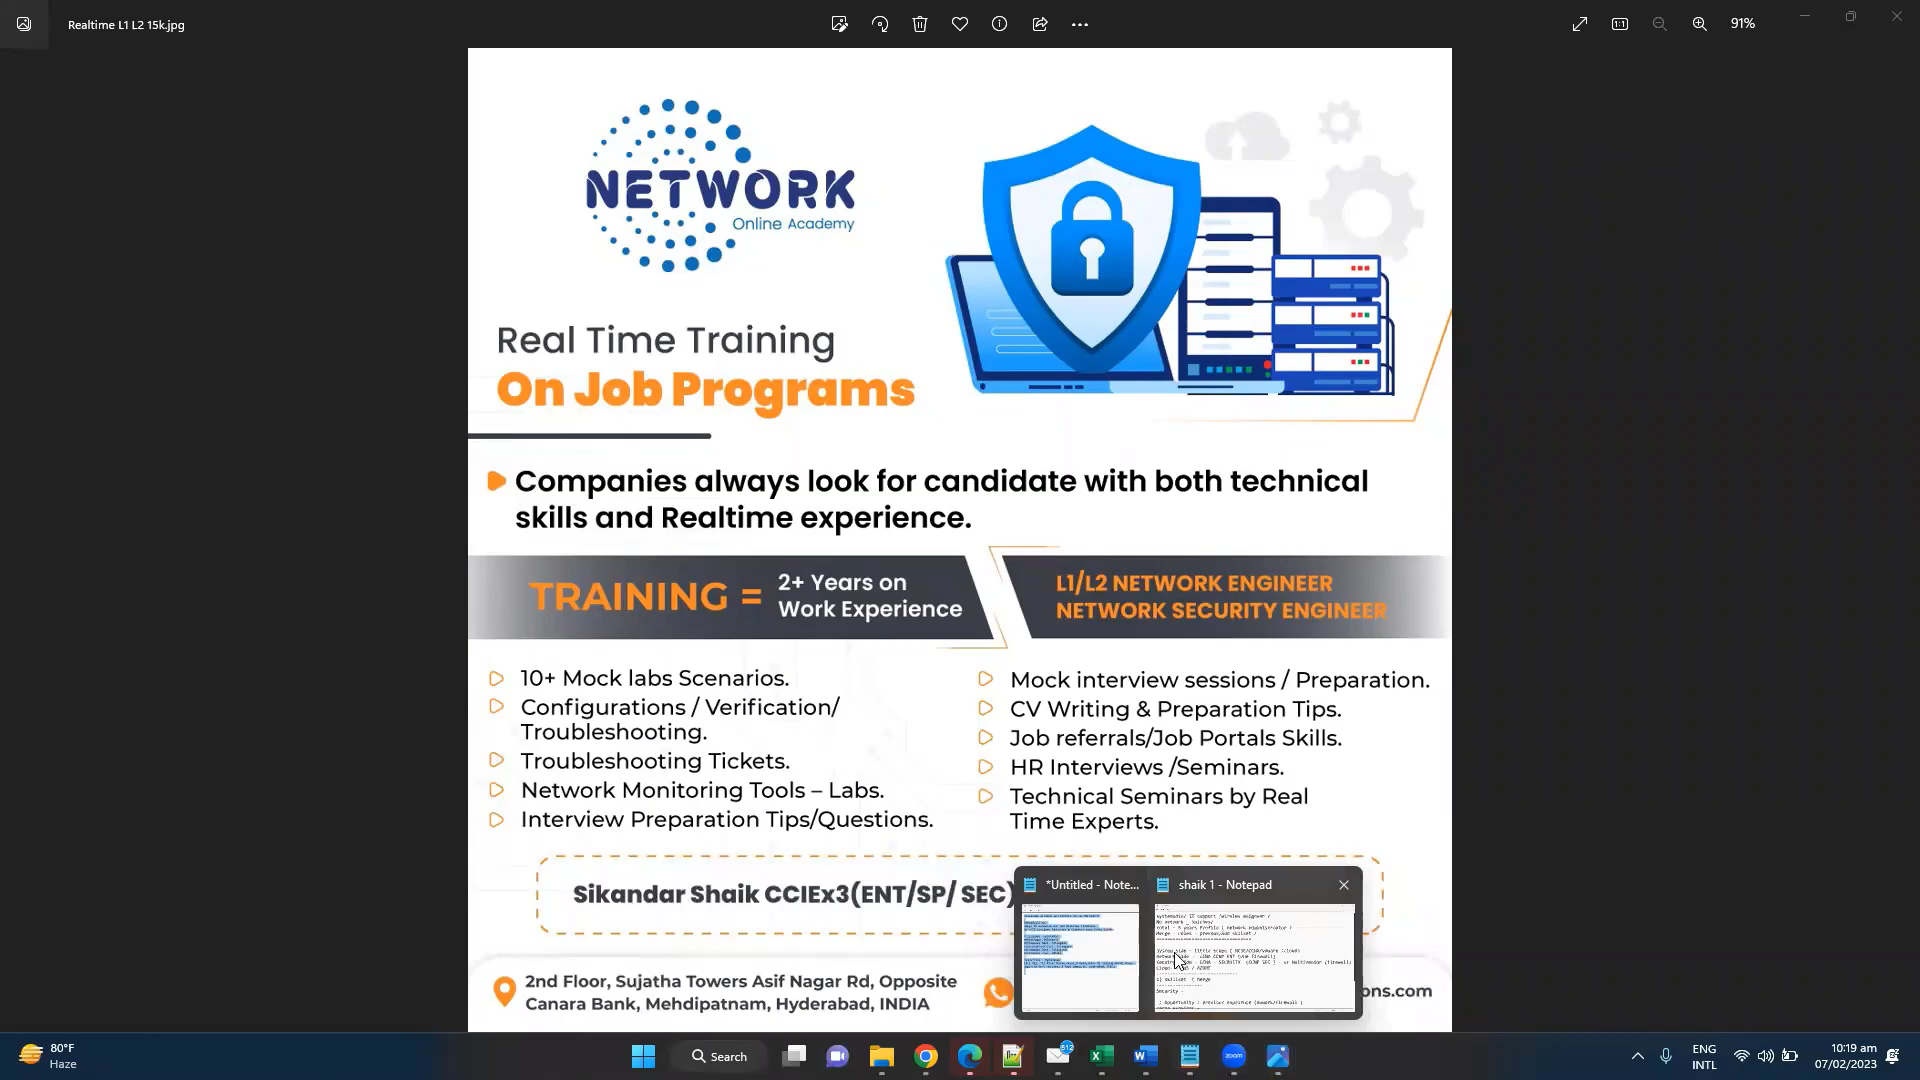 Realtime L1 L2 15k.jpg
91%
NETWORK
Online Academy
Real Time Training
On Job Programs
Companies always look for candidate with both technical
skills and Realtime experience.
TRAINING = 2+ Years on
Work Experience
L1/L2 NETWORK ENGINEER
NETWORK SECURITY ENGINEER
10+ Mock labs Scenarios.
Configurations / Verification/
Troubleshooting.
Troubleshooting Tickets.
Network Monitoring Tools – Labs.
Interview Preparation Tips/Questions.
Mock interview sessions / Preparation.
CV Writing & Preparation Tips.
Job referrals/Job Portals Skills.
HR Interviews /Seminars.
Technical Seminars by Real
Time Experts.
Sikandar Shaik CCIEx3(ENT/SP/ SEC)
*Untitled - Note...
shaik 1 - Notepad
2nd Floor, Sujatha Towers Asif Nagar Rd, Opposite
Canara Bank, Mehdipatnam, Hyderabad, INDIA
ons.com
80°F
Haze
Search
512
zoom
ENG
INTL
10:19 am
07/02/2023